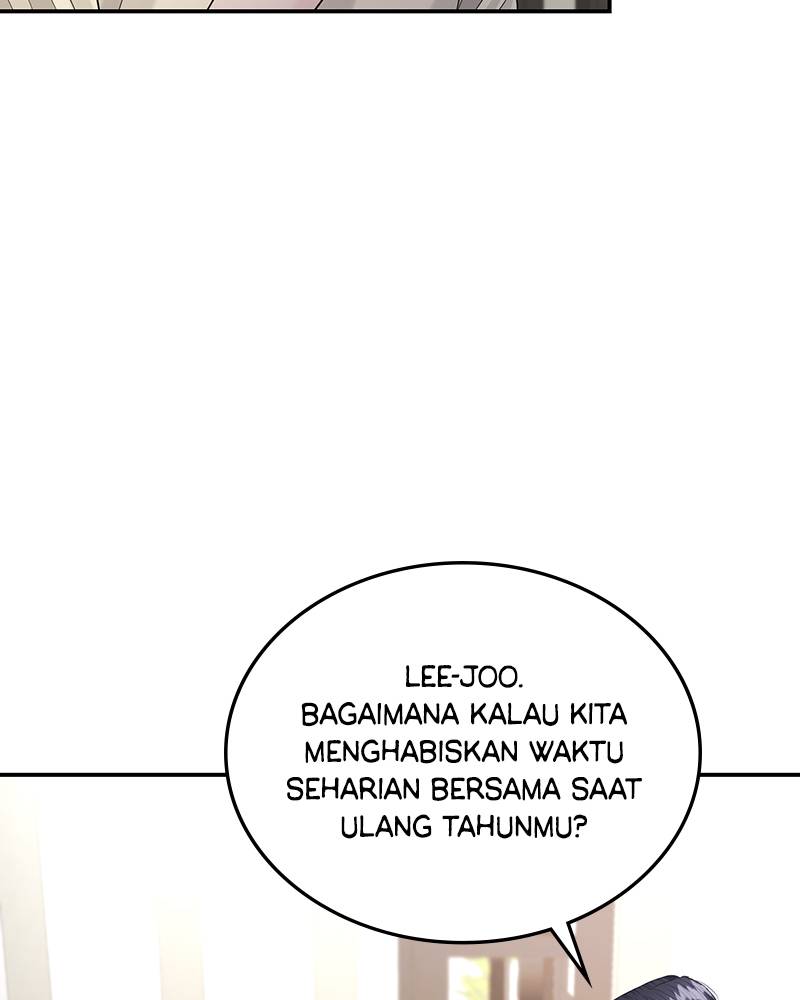 LEE-JOO.
BAGAIMANA KALAU KITA
MENGHABISKAN WAKTU
SEHARIAN BERSAMA SAAT
ULANG TAHUNMU?